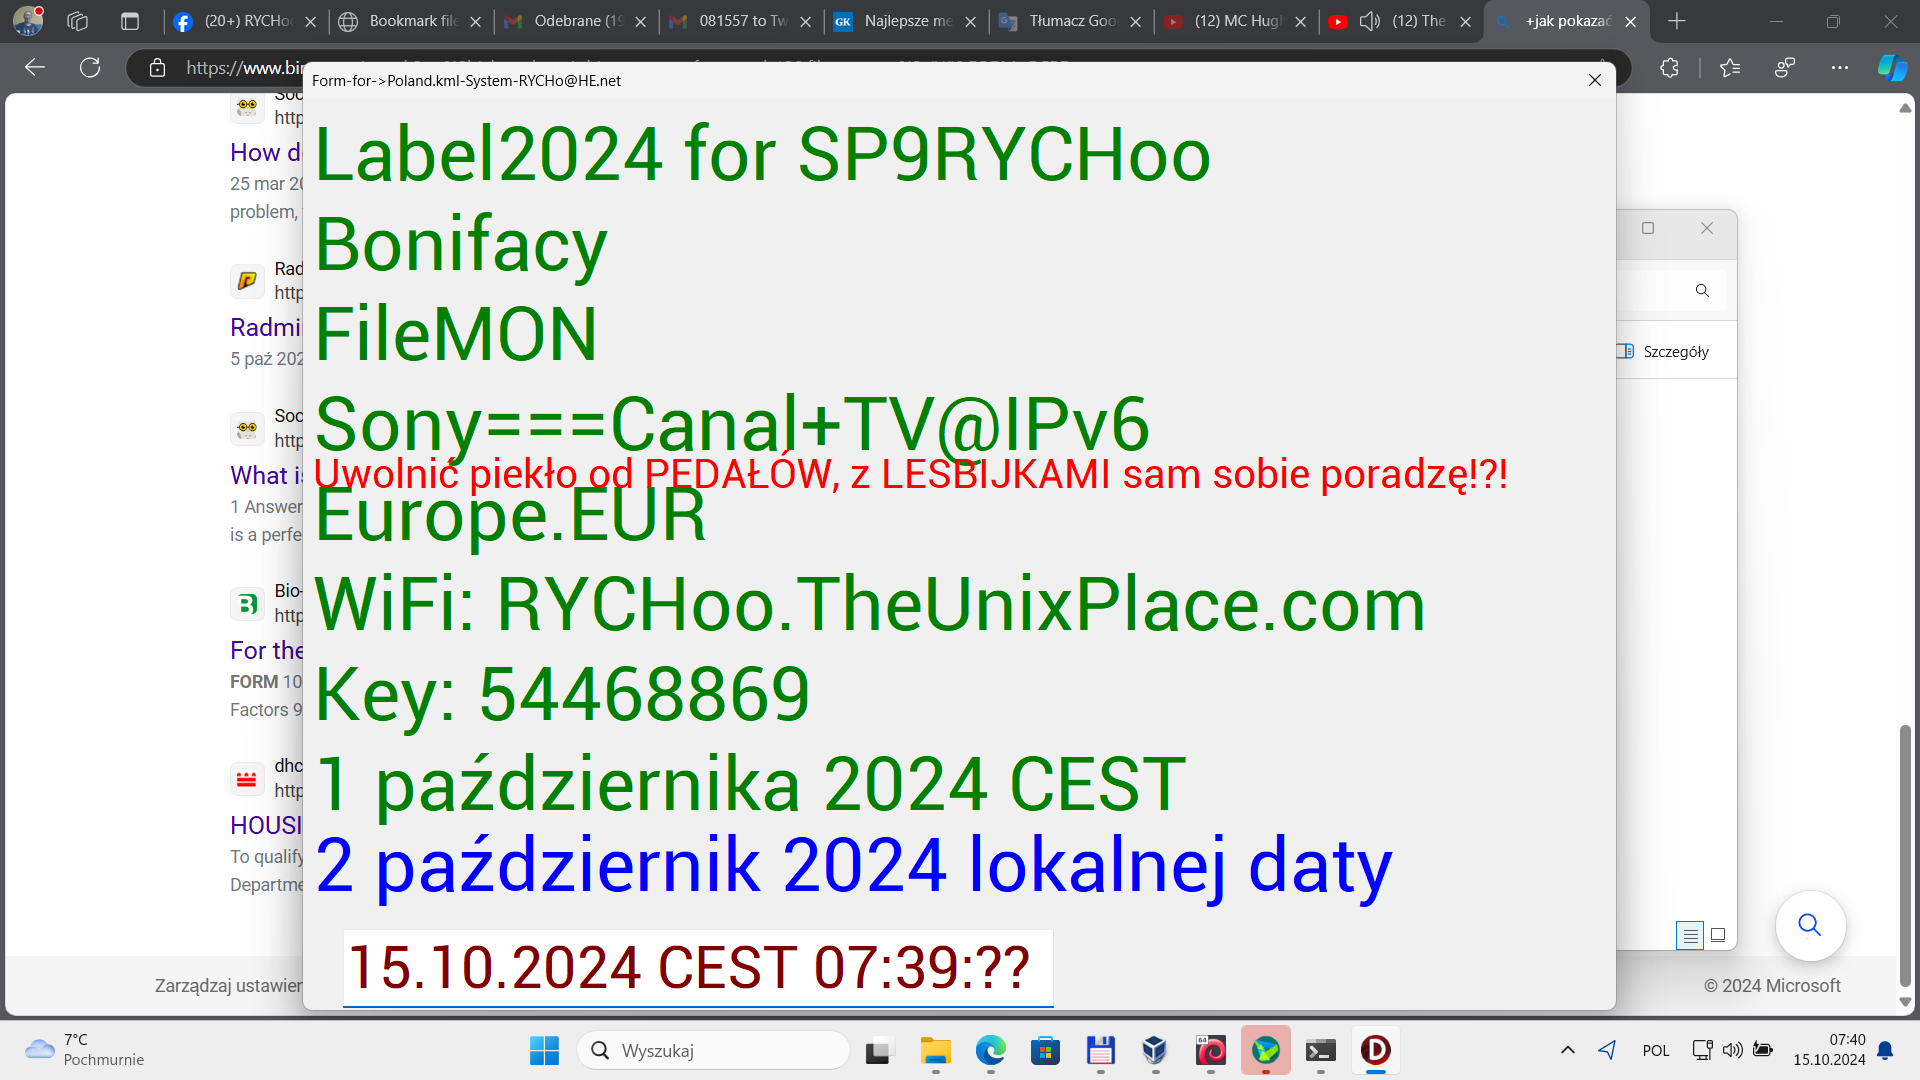 (20+) RYCHo
Bookmark file
Odebrane (19
081557 to Tw
Najlepsze me
Tłumacz Goo
(12) MC Hugh
(12) The
+jak pokazać
https://www.bin
Form-for->Poland.kml-System-RYCHo@HE.net
Label2024 for SP9RYCHoo
Bonifacy
FileMON
Sony===Canal+TV@IPv6
Uwolnić piekło od PEDAŁÓW, z LESBIJKAMI sam sobie poradzę!?!
Europe.EUR
WiFi: RYCHoo.TheUnixPlace.com
Key: 54468869
1 października 2024 CEST
2 październik 2024 lokalnej daty
15.10.2024 CEST 07:39:??
Soc
http
How d
25 mar 20
problem,
Rad
http
Radmi
5 paź 202
Soc
http
What i
1 Answer
is a perfe
Bio-
http
For the
FORM 10
Factors 9
dhc
http
HOUSI
To qualify
Departme
Szczegóły
Zarządzaj ustawien
© 2024 Microsoft
7°C
Pochmurnie
Wyszukaj
64
POL
07:40
15.10.2024